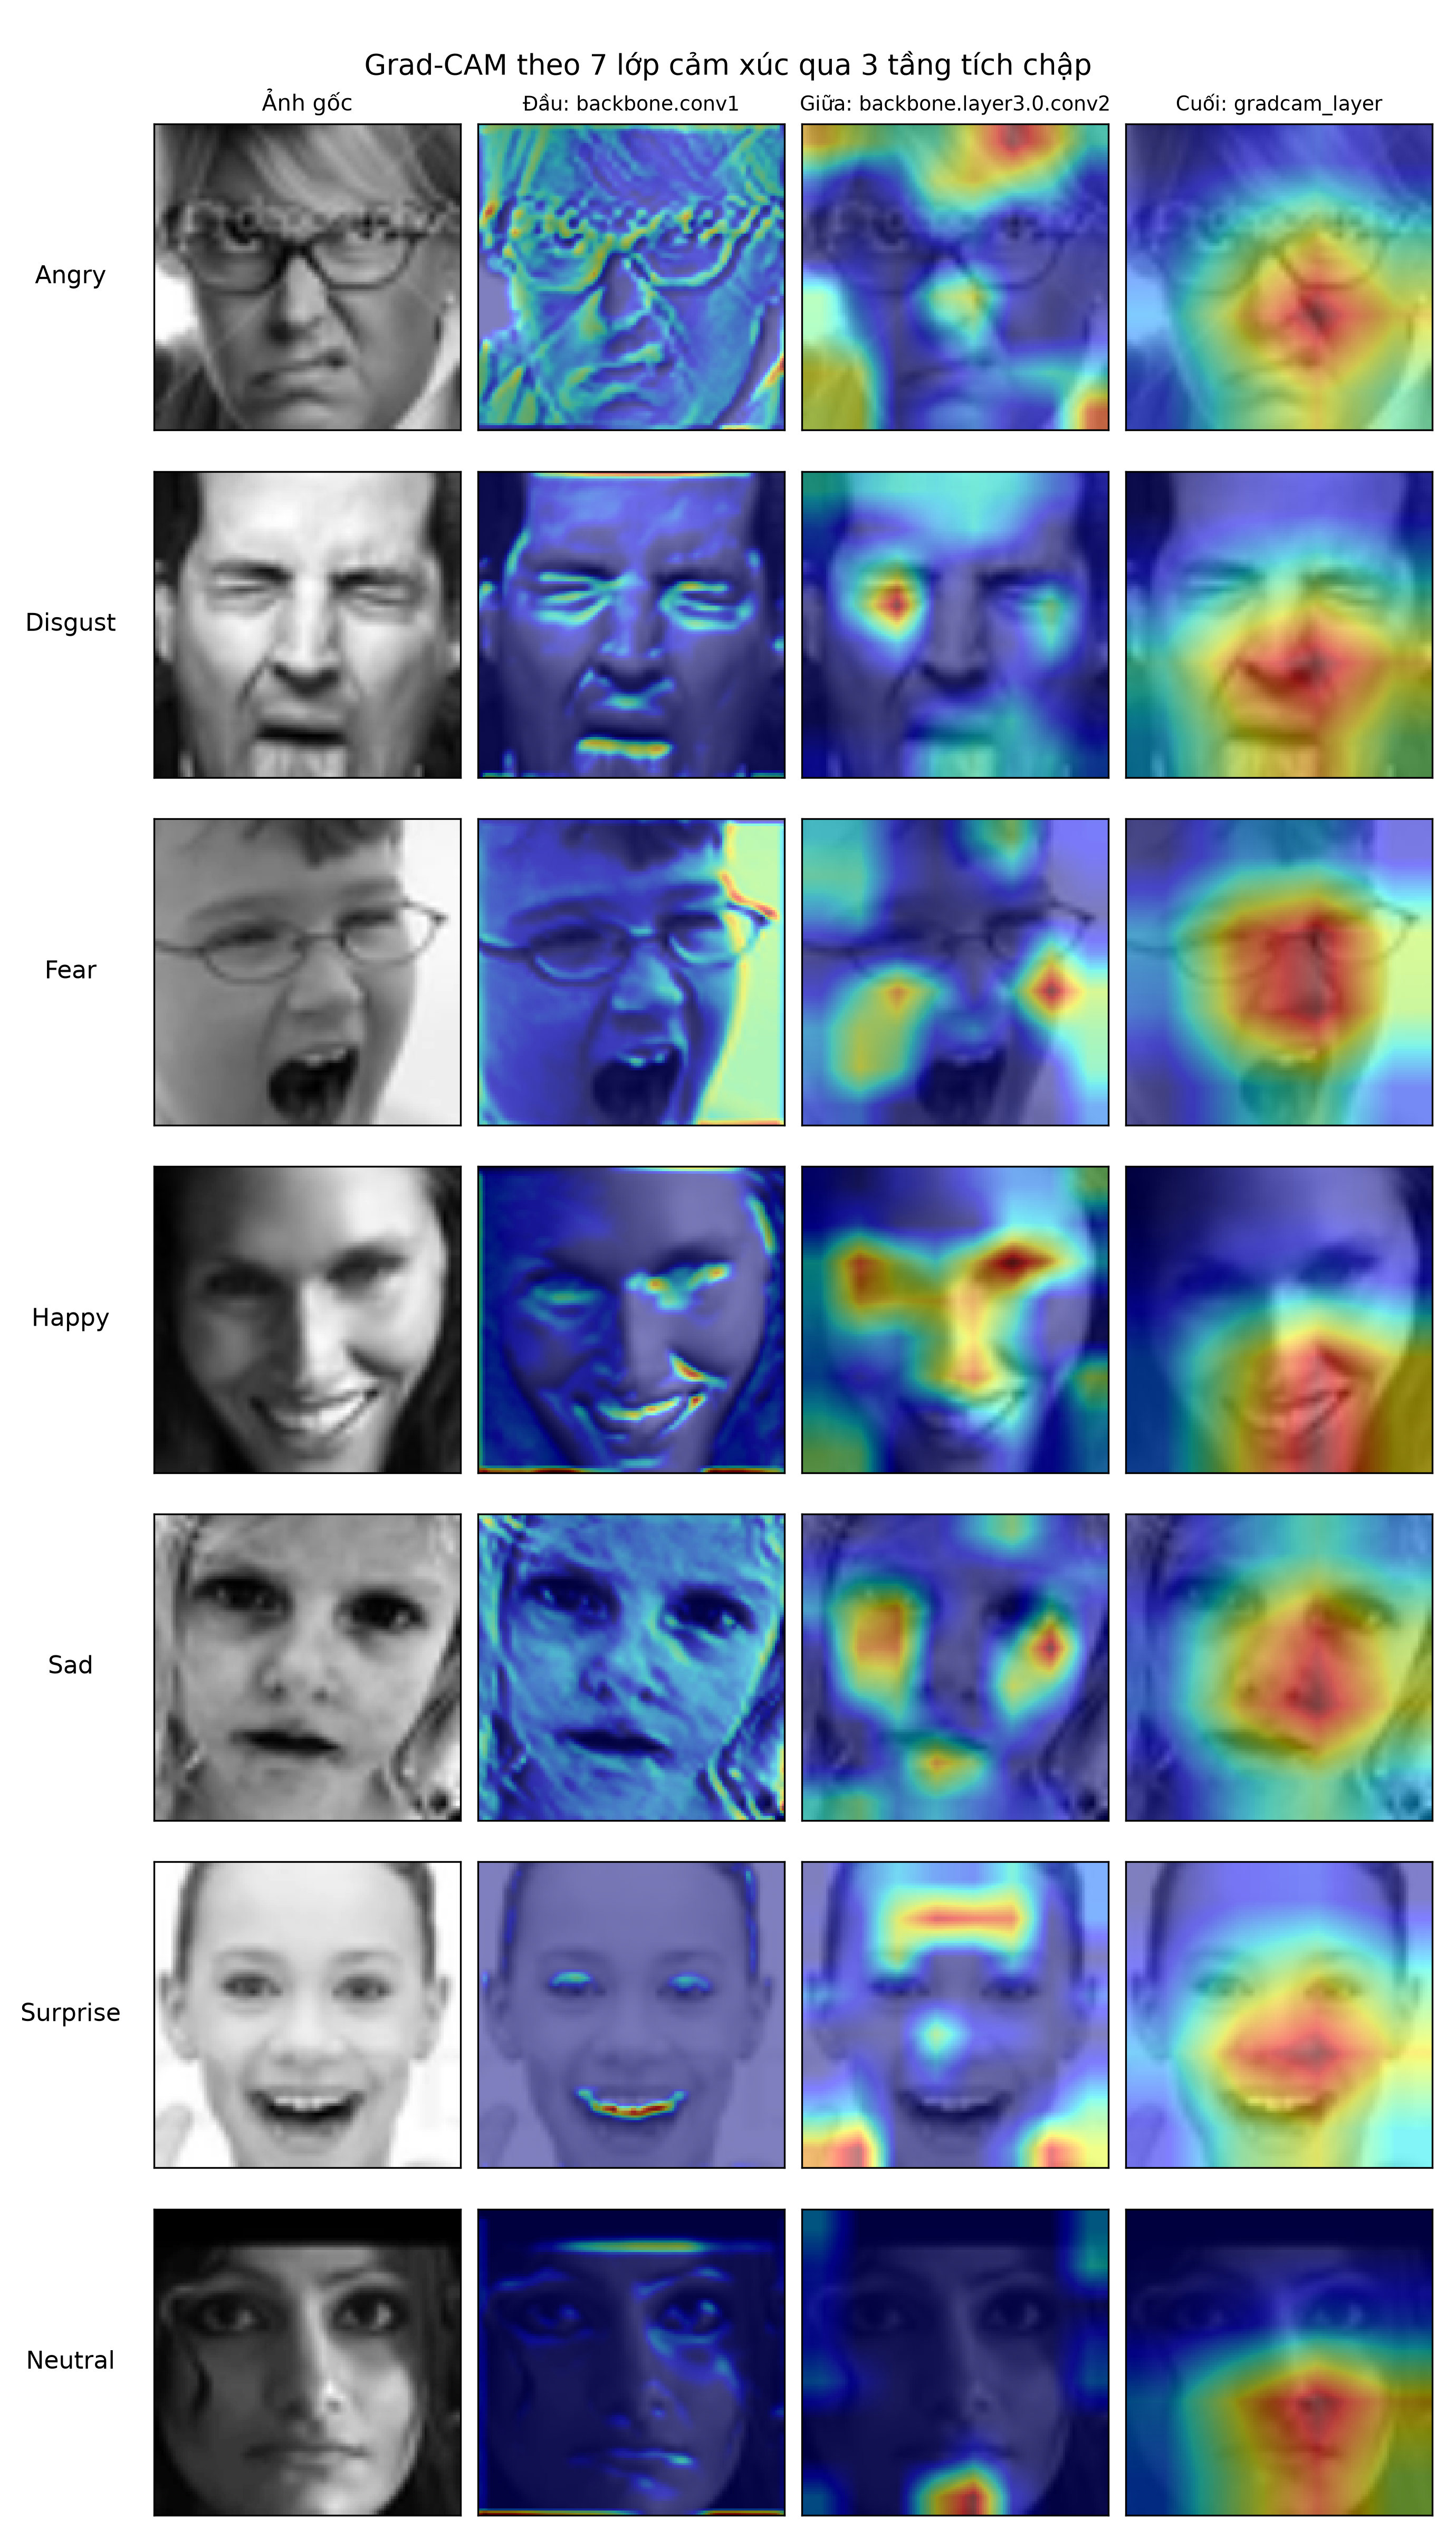 Grad-CAM theo 7 lớp cảm xúc qua 3 tầng tích chập
Ảnh gốc
Đầu: backbone.conv1
Giữa: backbone.layer3.0.conv2
Cuối: gradcam_layer
Angry
Disgust
Fear
Happy
Sad
Surprise
Neutral